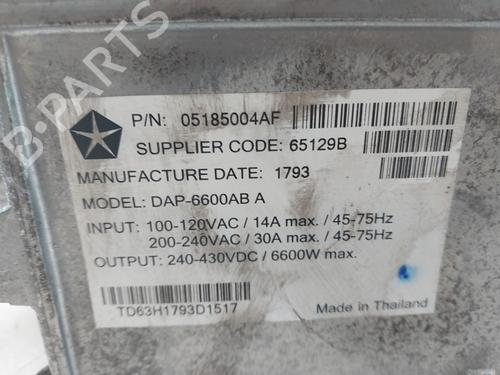 P/N: 05185004AF
SUPPLIER CODE: 65129B
MANUFACTURE DATE: 1793
MODEL: DAP-6600AB A
INPUT: 100-120VAC / 14A max. / 45-75Hz
200-240VAC / 30A max. / 45-75Hz
OUTPUT: 240-430VDC / 6600W max.
TD63H1793D1517
Made in Thailand